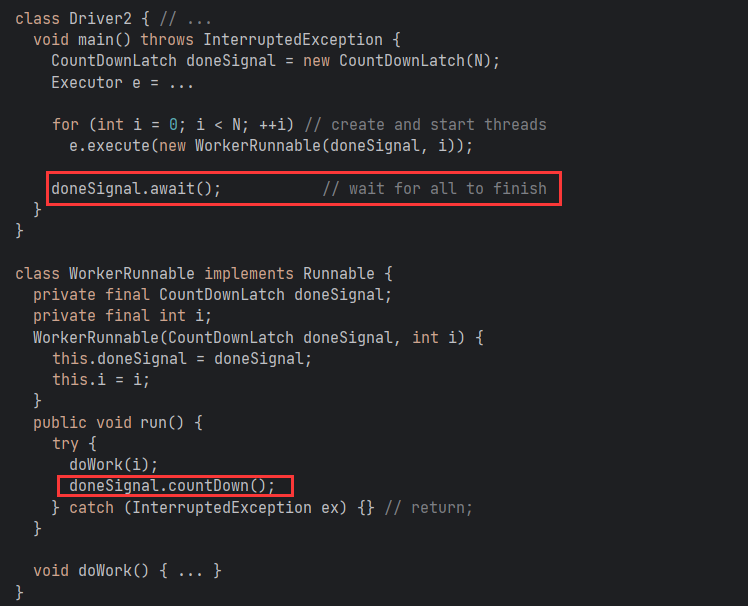 class Driver2 { // ...
  void main() throws InterruptedException {
    CountDownLatch doneSignal = new CountDownLatch(N);
    Executor e = ...

    for (int i = 0; i < N; ++i) // create and start threads
      e.execute(new WorkerRunnable(doneSignal, i));

    doneSignal.await();           // wait for all to finish
  }
}

class WorkerRunnable implements Runnable {
  private final CountDownLatch doneSignal;
  private final int i;
  WorkerRunnable(CountDownLatch doneSignal, int i) {
    this.doneSignal = doneSignal;
    this.i = i;
  }
  public void run() {
    try {
      doWork(i);
      doneSignal.countDown();
    } catch (InterruptedException ex) {} // return;
  }

  void doWork() { ... }
}